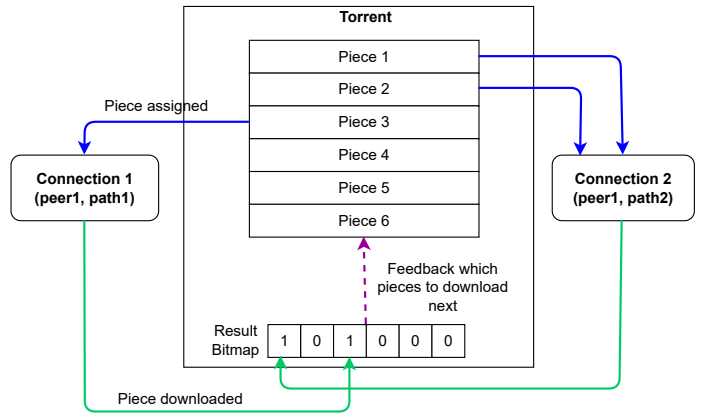 Torrent
Piece 1
Piece 2
Piece assigned
Piece 3
Piece 4
Connection 1
(peer1, path1)
Connection 2
(peer1, path2)
Piece 5
Piece 6
Feedback which
pieces to download
next
Result
Bitmap
1 0 1 0 0 0
Piece downloaded